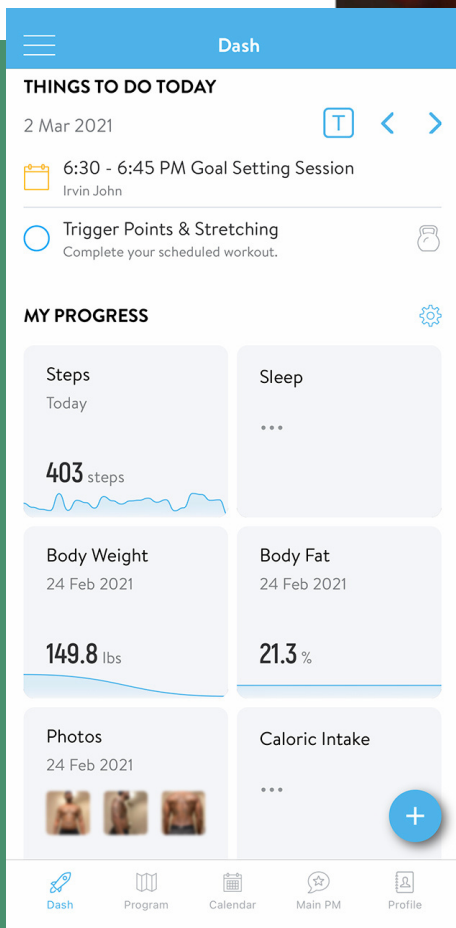 Dash
THINGS TO DO TODAY
2 Mar 2021
T
6:30 - 6:45 PM Goal Setting Session
Irvin John
Trigger Points & Stretching
Complete your scheduled workout.
MY PROGRESS
Steps
Today
403 steps
Sleep
...
Body Weight
24 Feb 2021
149.8 lbs
Body Fat
24 Feb 2021
21.3 %
Photos
24 Feb 2021
Caloric Intake
...
+
Dash
Program
Calendar
Main PM
Profile